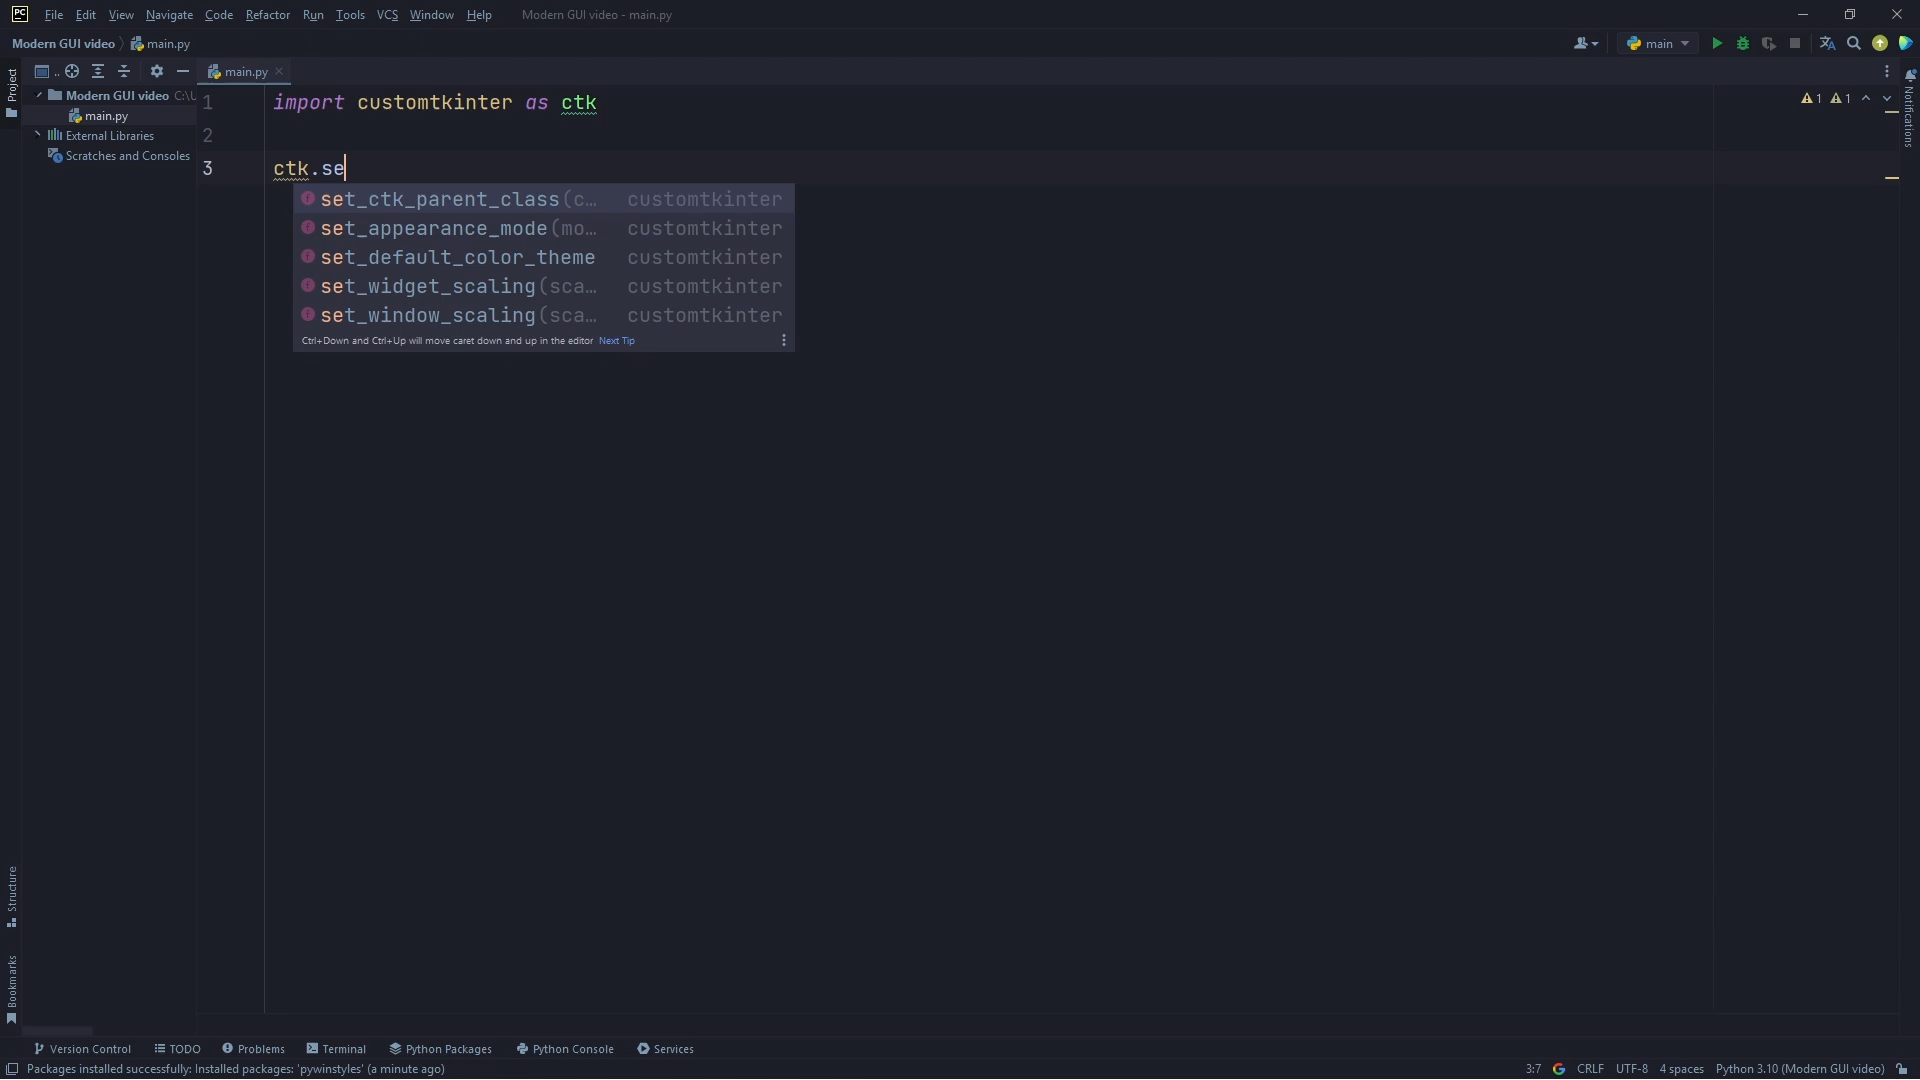 PC File Edit View Navigate Code Refactor Run Tools VCS Window Help Modern GUI video - main.py
Modern GUI video main.py main
Project
main.py
Modern GUI video C:\U
main.py
External Libraries
Scratches and Consoles
1 import customtkinter as ctk
2
3 ctk.se
set_ctk_parent_class(c… customtkinter
set_appearance_mode(mo… customtkinter
set_default_color_theme customtkinter
set_widget_scaling(sca… customtkinter
set_window_scaling(sca… customtkinter
Ctrl+Down and Ctrl+Up will move caret down and up in the editor Next Tip
1 1
Notifications
Structure
Bookmarks
Version Control TODO Problems Terminal Python Packages Python Console Services
Packages installed successfully: Installed packages: 'pywinstyles' (a minute ago) 3:7 CRLF UTF-8 4 spaces Python 3.10 (Modern GUI video)